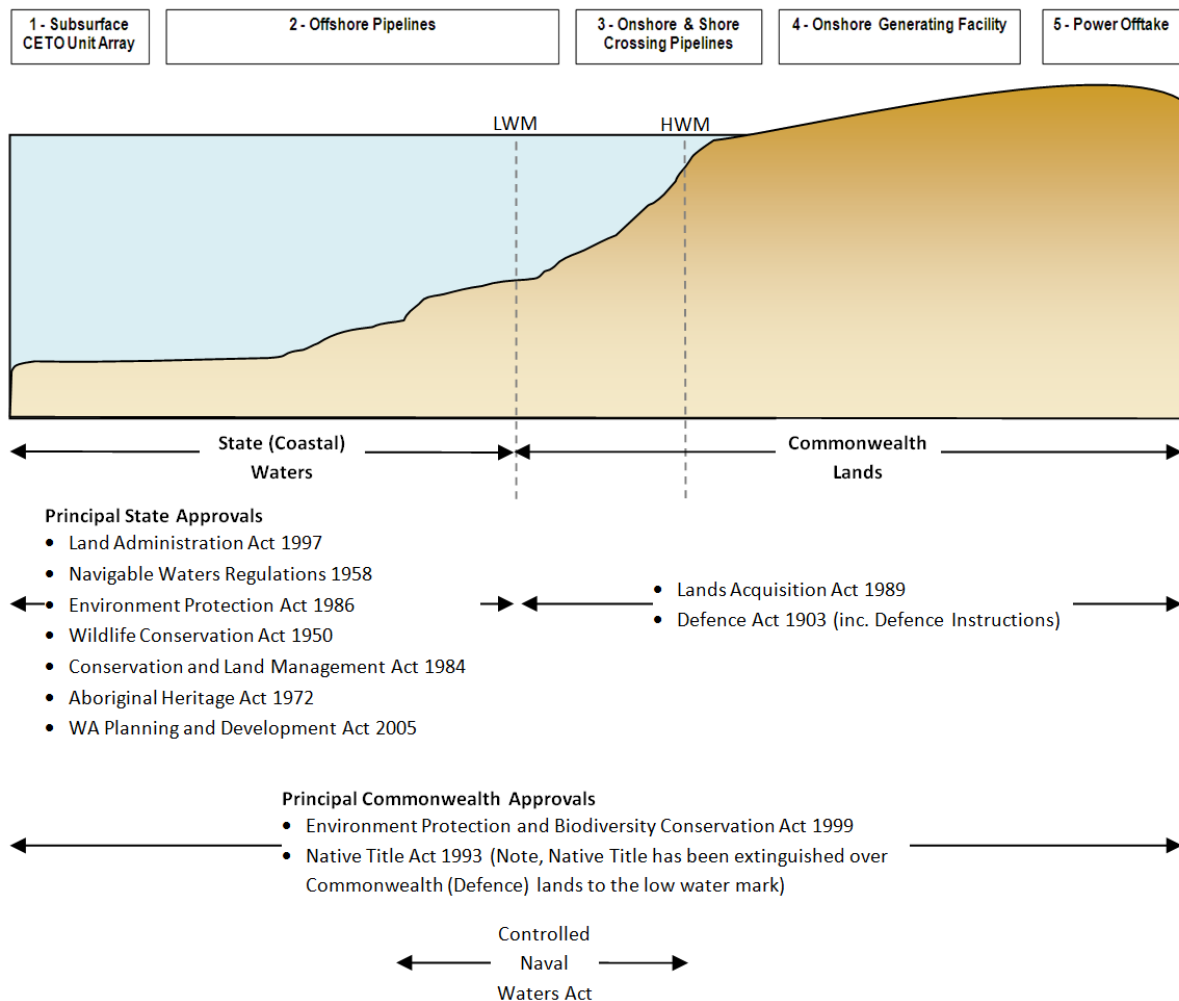 1 - Subsurface
CETO Unit Array
2 - Offshore Pipelines
3 - Onshore & Shore
Crossing Pipelines
4 - Onshore Generating Facility
5 - Power Offtake
LWM
HWM
State (Coastal)
Waters
Commonwealth
Lands
Principal State Approvals
• Land Administration Act 1997
• Navigable Waters Regulations 1958
• Environment Protection Act 1986
• Wildlife Conservation Act 1950
• Conservation and Land Management Act 1984
• Aboriginal Heritage Act 1972
• WA Planning and Development Act 2005
• Lands Acquisition Act 1989
• Defence Act 1903 (inc. Defence Instructions)
Principal Commonwealth Approvals
• Environment Protection and Biodiversity Conservation Act 1999
• Native Title Act 1993 (Note, Native Title has been extinguished over
Commonwealth (Defence) lands to the low water mark)
Controlled
Naval
Waters Act